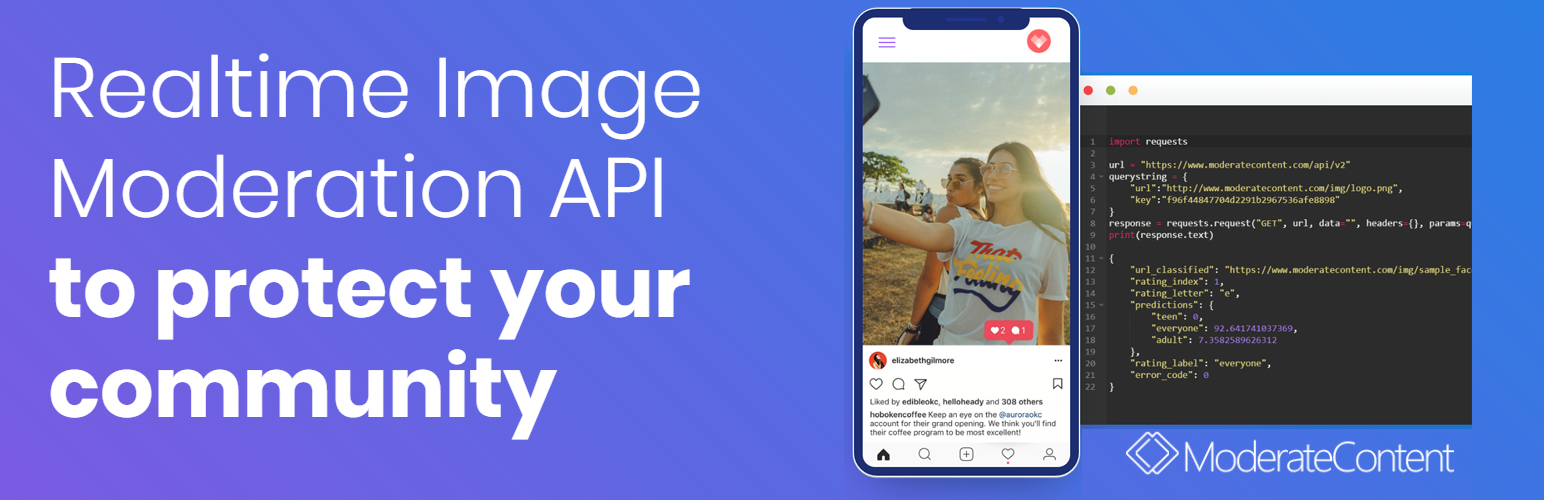 Realtime Image
Moderation API
to protect your
community
That
Feeling
2 1
elizabethgilmore
Liked by edibleokc, helloheady and 308 others
hobokencoffee Keep an eye on the @auroraokc
account for their grand opening. We think you'll find
their coffee program to be most excellent!
1 import requests
2
3 url = "https://www.moderatecontent.com/api/v2"
4 querystring = {
5 "url":"http://www.moderatecontent.com/img/logo.png",
6 "key":"f96f44847704d2291b2967536afe8898"
7 }
8 response = requests.request("GET", url, data="", headers={}, params=q
9 print(response.text)
10
11 {
12 "url_classified": "https://www.moderatecontent.com/img/sample_fac
13 "rating_index": 1,
14 "rating_letter": "e",
15 "predictions": {
16 "teen": 0,
17 "everyone": 92.641741037369,
18 "adult": 7.3582589626312
19 },
20 "rating_label": "everyone",
21 "error_code": 0
22 }
ModerateContent